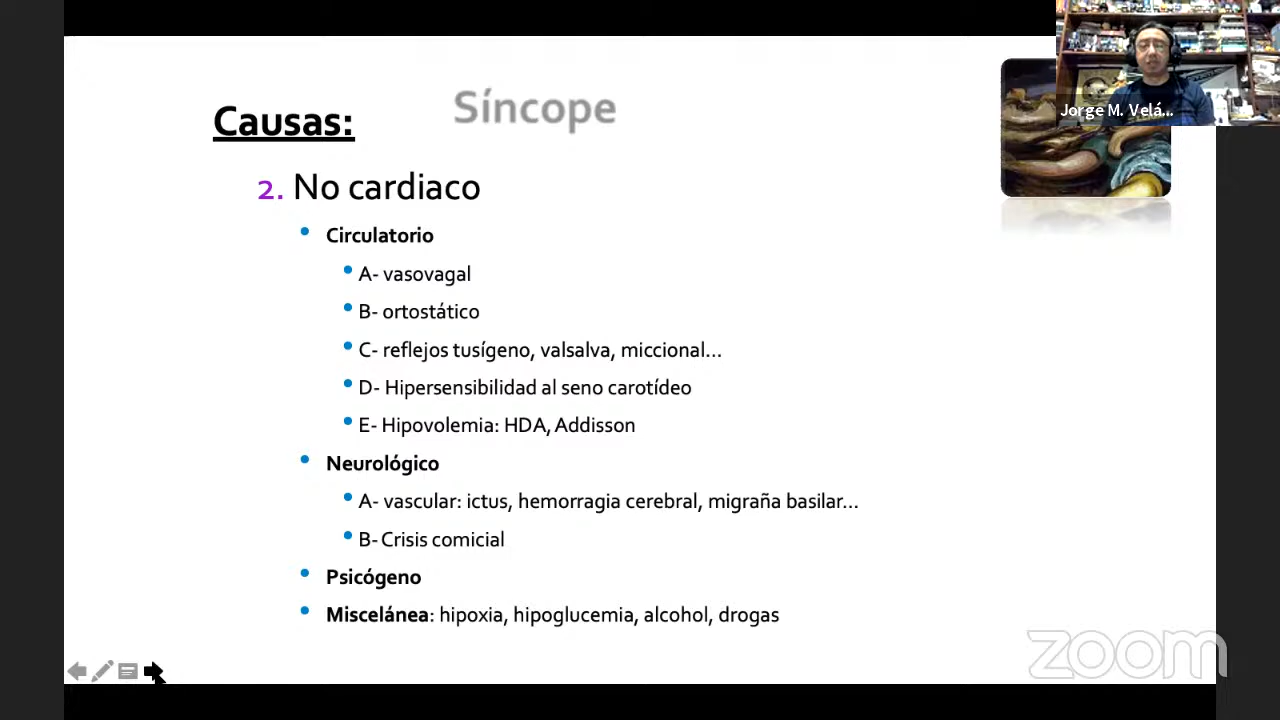 Síncope
Causas:
2. No cardiaco
• Circulatorio
• A- vasovagal
• B- ortostático
• C- reflejos tusígeno, valsalva, miccional...
• D- Hipersensibilidad al seno carotídeo
• E- Hipovolemia: HDA, Addisson
• Neurológico
• A- vascular: ictus, hemorragia cerebral, migraña basilar...
• B- Crisis comicial
• Psicógeno
• Miscelánea: hipoxia, hipoglucemia, alcohol, drogas
Jorge M. Velá...
zoom